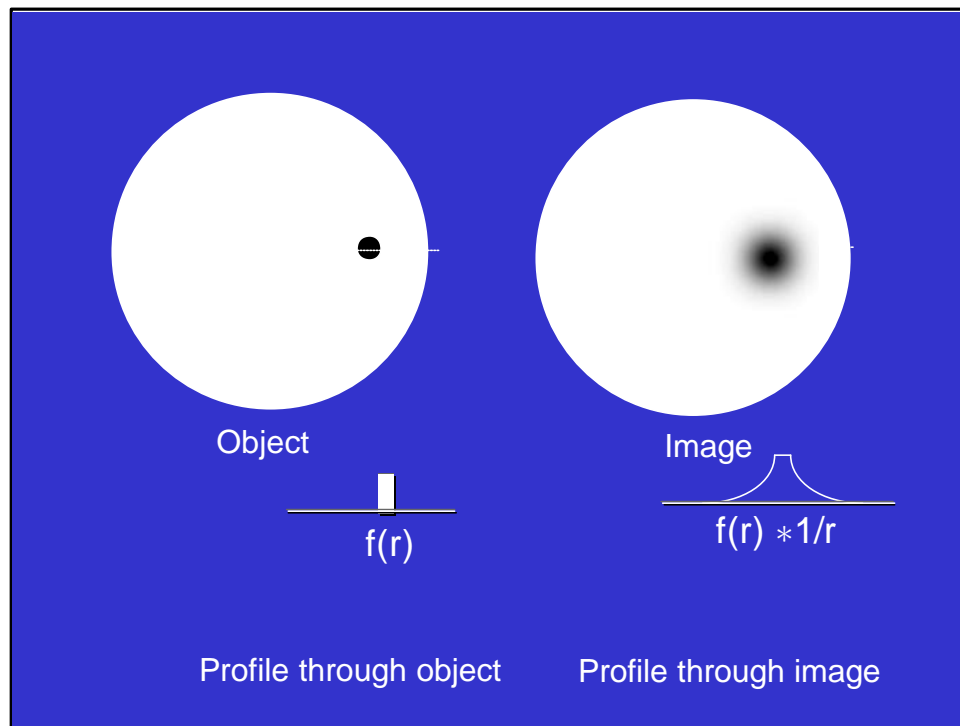 Object
Image
f(r)
f(r) ∗1/r
Profile through object
Profile through image